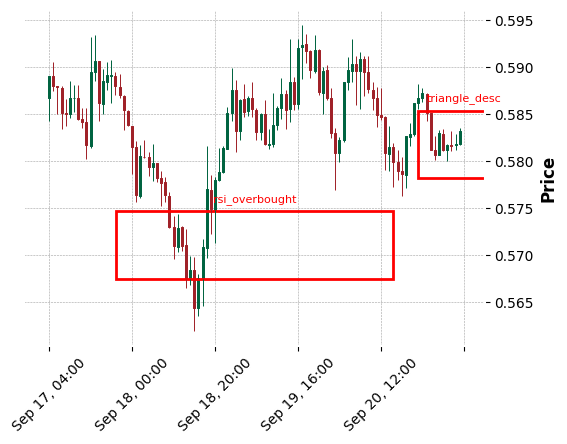 0.595
0.590
triangle_desc
0.585
0.580
rsi_overbought
0.575
0.570
0.565
Price
Sep 17, 04:00
Sep 18, 00:00
Sep 18, 20:00
Sep 19, 16:00
Sep 20, 12:00